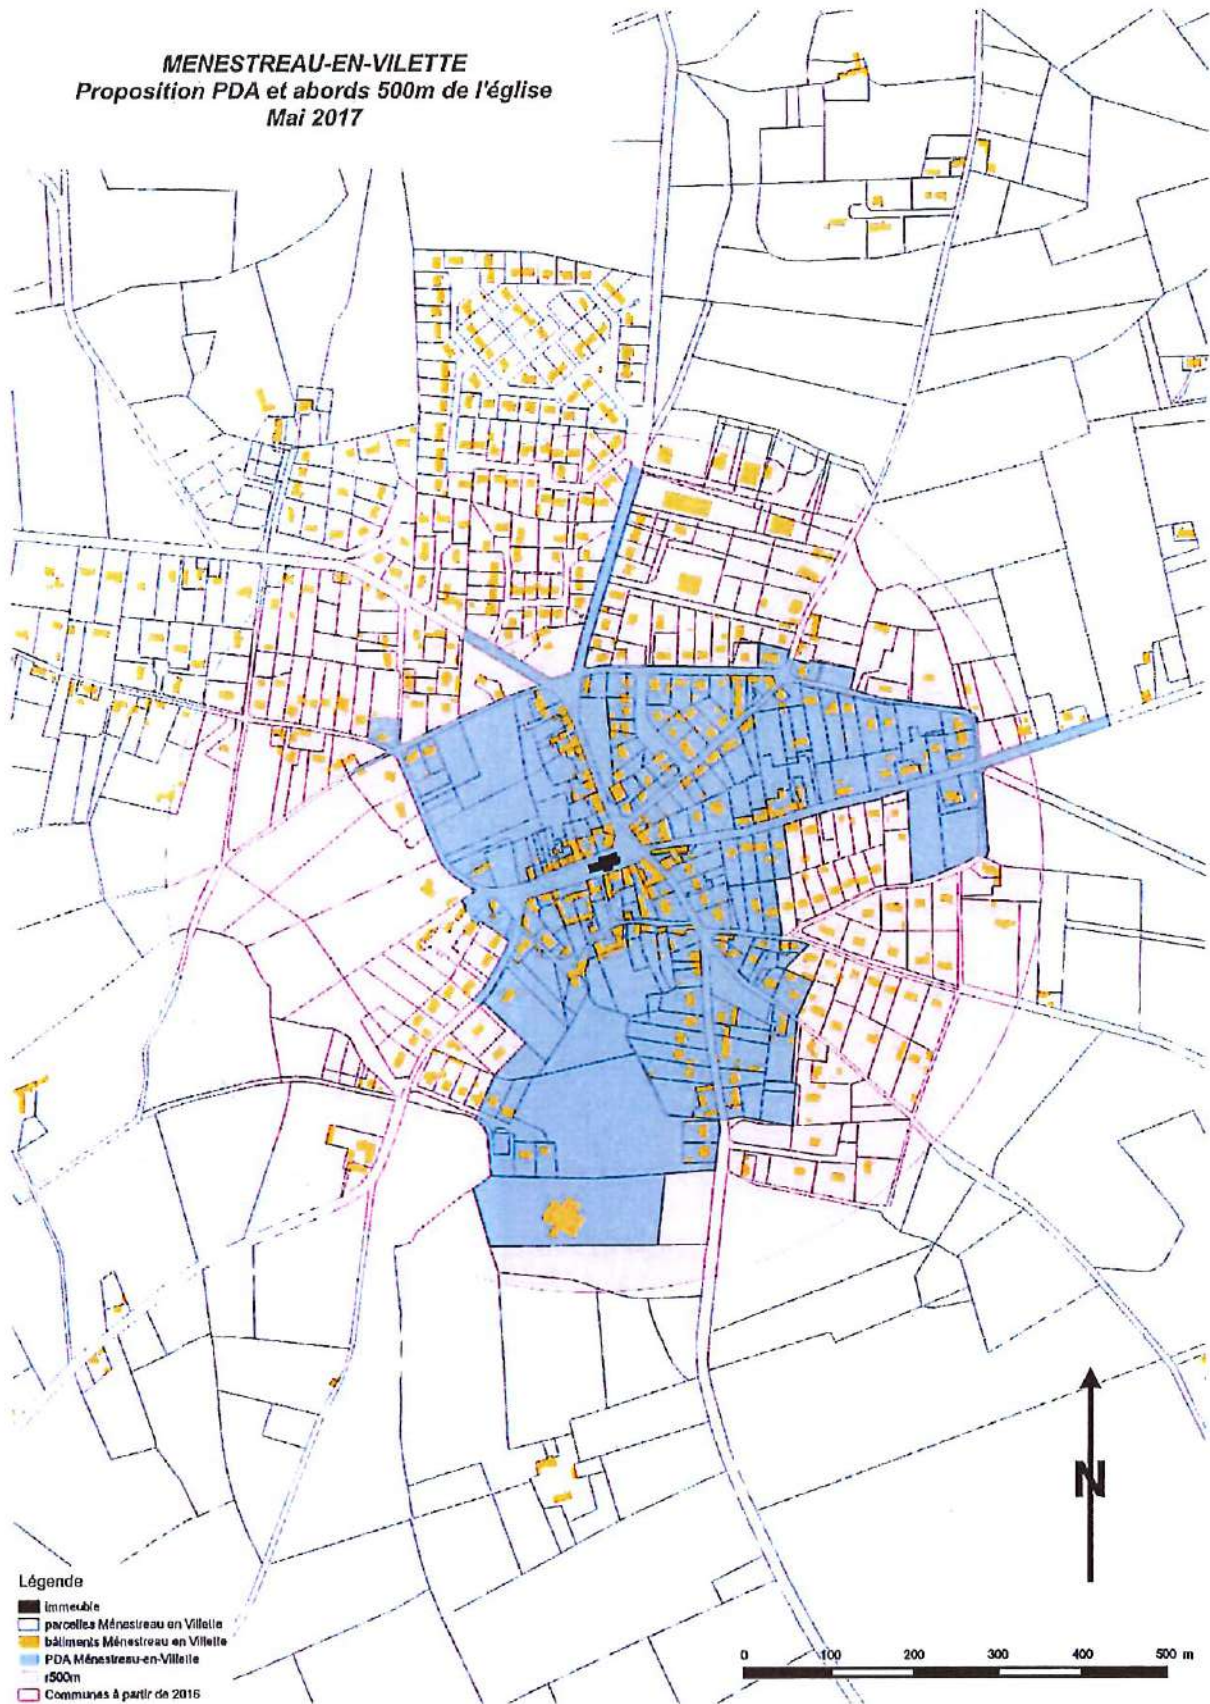 MENESTREAU-EN-VILETTE
Proposition PDA et abords 500m de l'église
Mai 2017
N
Légende
immeuble
parcelles Ménestreau en Villette
bâtiments Ménestreau en Villette
PDA Ménestreau-en-Villette
r500m
Communes à partir de 2016
0 100 200 300 400 500 m